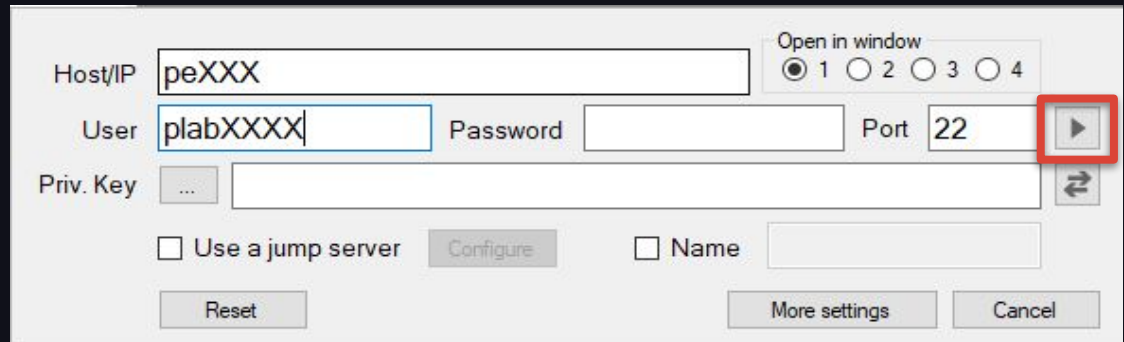 Open in window
Host/IP peXXX 1 2 3 4
User plabXXXX Password Port 22
Priv. Key ...
Use a jump server Configure Name
Reset More settings Cancel